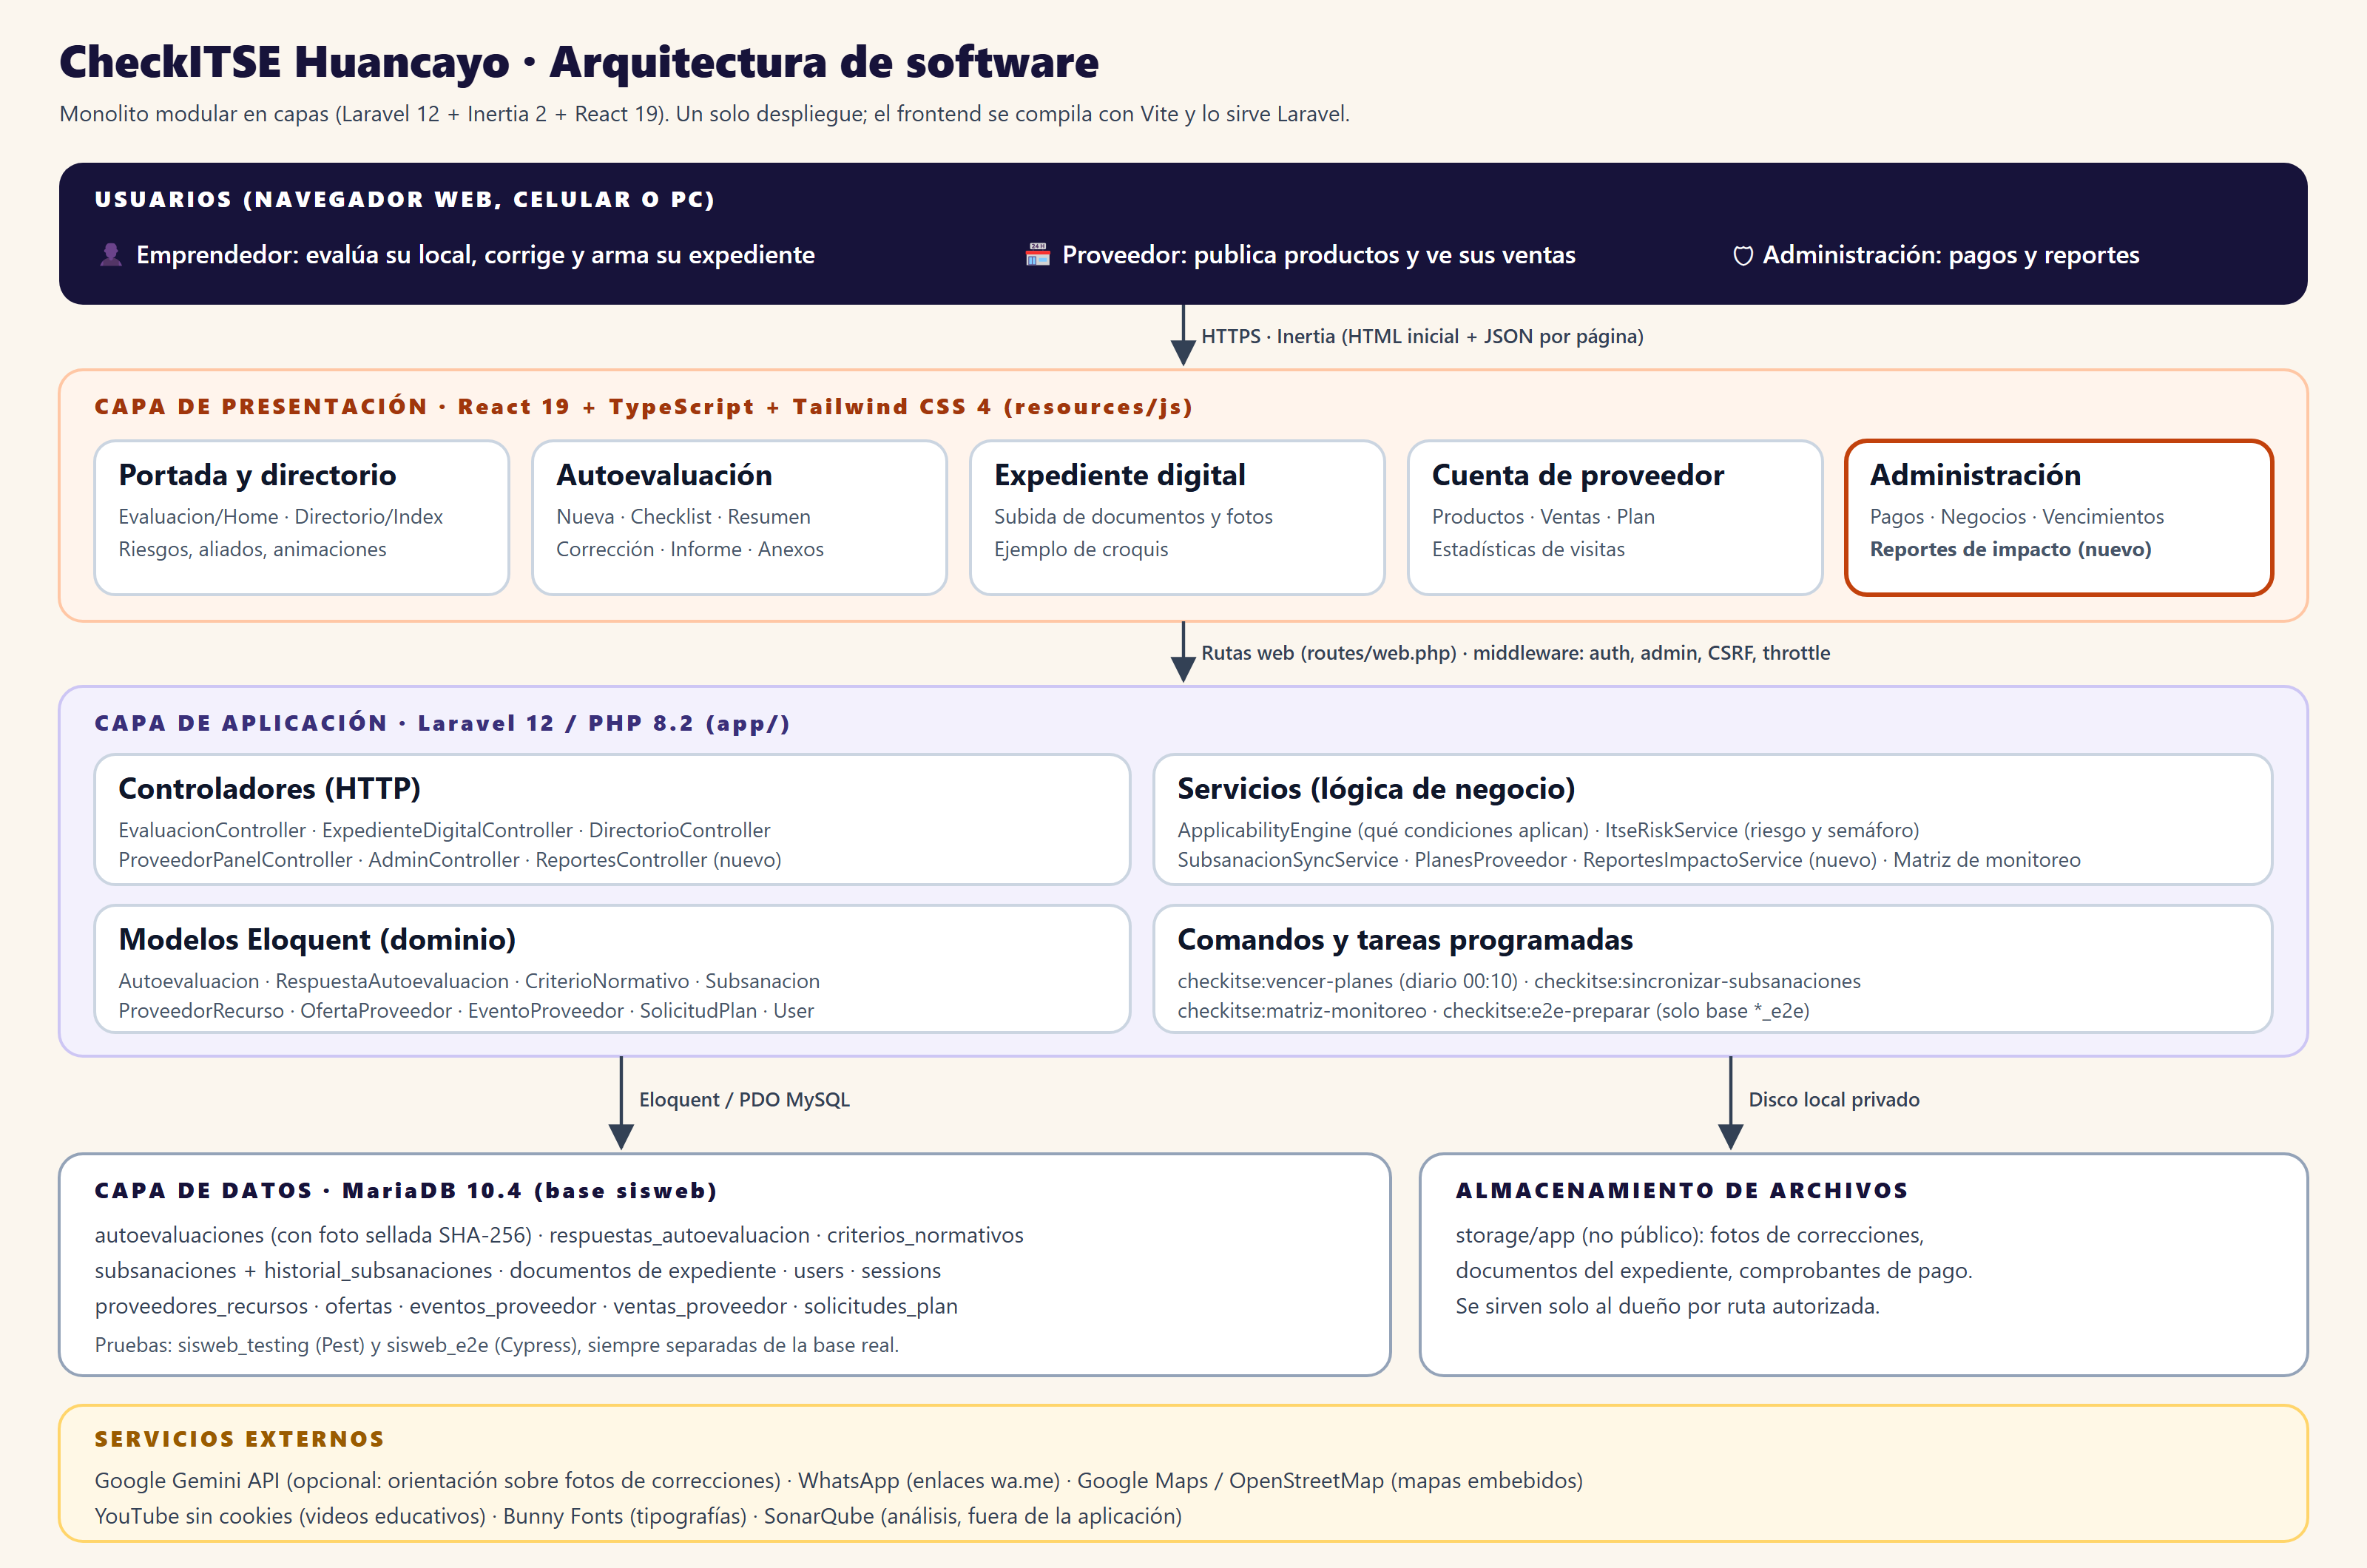 CheckITSE Huancayo · Arquitectura de software
Monolito modular en capas (Laravel 12 + Inertia 2 + React 19). Un solo despliegue; el frontend se compila con Vite y lo sirve Laravel.
USUARIOS (NAVEGADOR WEB, CELULAR O PC)
Emprendedor: evalúa su local, corrige y arma su expediente
24H
Proveedor: publica productos y ve sus ventas
Administración: pagos y reportes
HTTPS · Inertia (HTML inicial + JSON por página)
CAPA DE PRESENTACIÓN · React 19 + TypeScript + Tailwind CSS 4 (resources/js)
Portada y directorio
Evaluacion/Home · Directorio/Index
Riesgos, aliados, animaciones
Autoevaluación
Nueva · Checklist · Resumen
Corrección · Informe · Anexos
Expediente digital
Subida de documentos y fotos
Ejemplo de croquis
Cuenta de proveedor
Productos · Ventas · Plan
Estadísticas de visitas
Administración
Pagos · Negocios · Vencimientos
Reportes de impacto (nuevo)
Rutas web (routes/web.php) · middleware: auth, admin, CSRF, throttle
CAPA DE APLICACIÓN · Laravel 12 / PHP 8.2 (app/)
Controladores (HTTP)
EvaluacionController · ExpedienteDigitalController · DirectorioController
ProveedorPanelController · AdminController · ReportesController (nuevo)
Servicios (lógica de negocio)
ApplicabilityEngine (qué condiciones aplican) · ItseRiskService (riesgo y semáforo)
SubsanacionSyncService · PlanesProveedor · ReportesImpactoService (nuevo) · Matriz de monitoreo
Modelos Eloquent (dominio)
Autoevaluacion · RespuestaAutoevaluacion · CriterioNormativo · Subsanacion
ProveedorRecurso · OfertaProveedor · EventoProveedor · SolicitudPlan · User
Comandos y tareas programadas
checkitse:vencer-planes (diario 00:10) · checkitse:sincronizar-subsanaciones
checkitse:matriz-monitoreo · checkitse:e2e-preparar (solo base *_e2e)
Eloquent / PDO MySQL
Disco local privado
CAPA DE DATOS · MariaDB 10.4 (base sisweb)
autoevaluaciones (con foto sellada SHA-256) · respuestas_autoevaluacion · criterios_normativos
subsanaciones + historial_subsanaciones · documentos de expediente · users · sessions
proveedores_recursos · ofertas · eventos_proveedor · ventas_proveedor · solicitudes_plan
Pruebas: sisweb_testing (Pest) y sisweb_e2e (Cypress), siempre separadas de la base real.
ALMACENAMIENTO DE ARCHIVOS
storage/app (no público): fotos de correcciones,
documentos del expediente, comprobantes de pago.
Se sirven solo al dueño por ruta autorizada.
SERVICIOS EXTERNOS
Google Gemini API (opcional: orientación sobre fotos de correcciones) · WhatsApp (enlaces wa.me) · Google Maps / OpenStreetMap (mapas embebidos)
YouTube sin cookies (videos educativos) · Bunny Fonts (tipografías) · SonarQube (análisis, fuera de la aplicación)